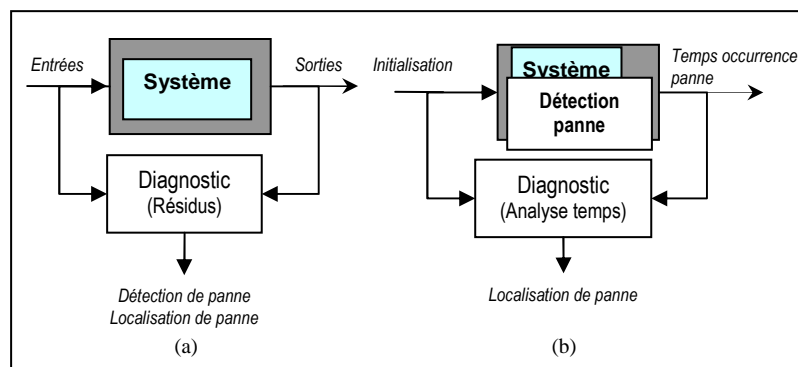 Entrées
Système
Sorties
Diagnostic
(Résidus)
Détection de panne
Localisation de panne
(a)
Initialisation
Système
Détection
panne
Temps occurrence
panne
Diagnostic
(Analyse temps)
Localisation de panne
(b)